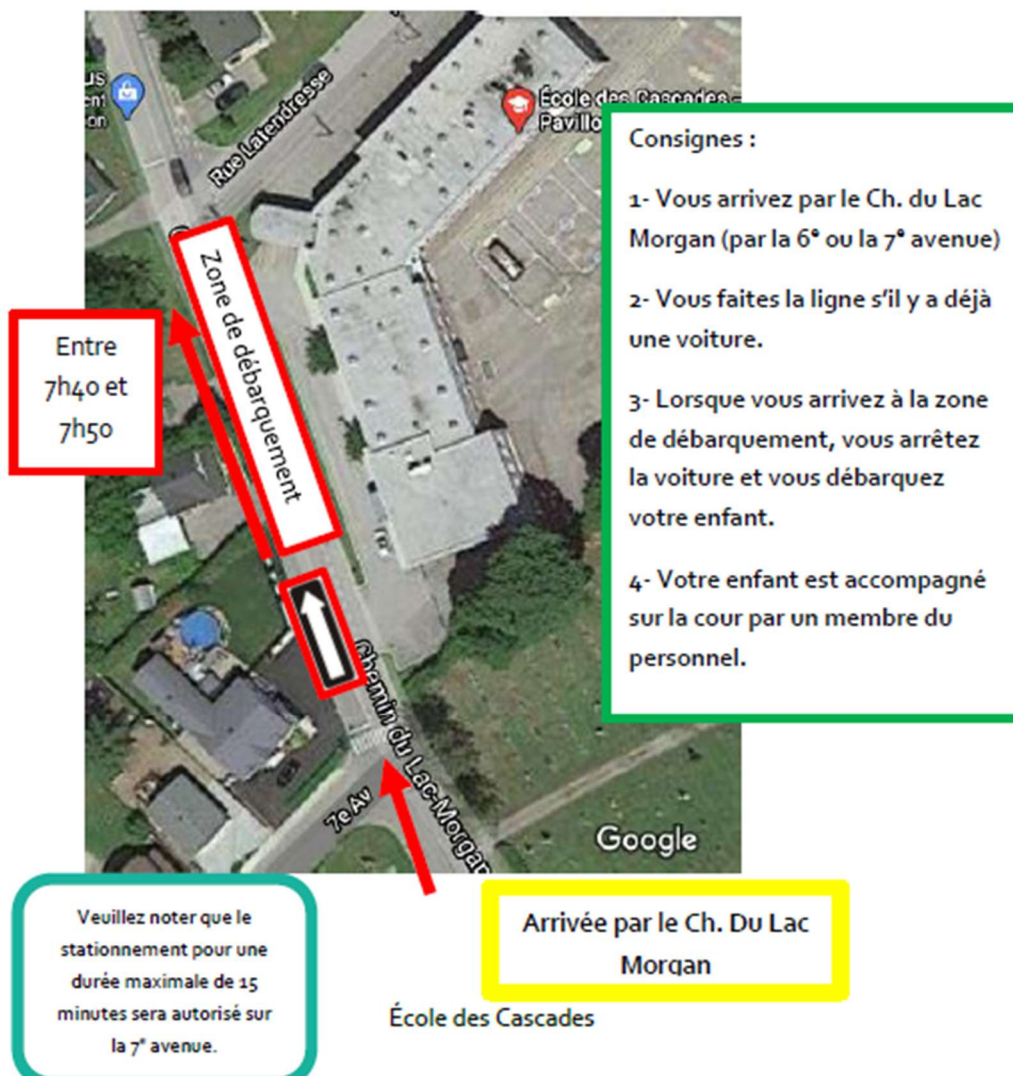 us
ent
on
Rue Latendresse
École des Cascades -
Pavillo
Zone de débarquement
Entre
7h40 et
7h50
Consignes :
1- Vous arrivez par le Ch. du Lac
Morgan (par la 6e ou la 7e avenue)
2- Vous faites la ligne s'il y a déjà
une voiture.
3- Lorsque vous arrivez à la zone
de débarquement, vous arrêtez
la voiture et vous débarquez
votre enfant.
4- Votre enfant est accompagné
sur la cour par un membre du
personnel.
Chemin du Lac-Morgan
7e Av
Google
Veuillez noter que le
stationnement pour une
durée maximale de 15
minutes sera autorisé sur
la 7e avenue.
Arrivée par le Ch. Du Lac
Morgan
École des Cascades